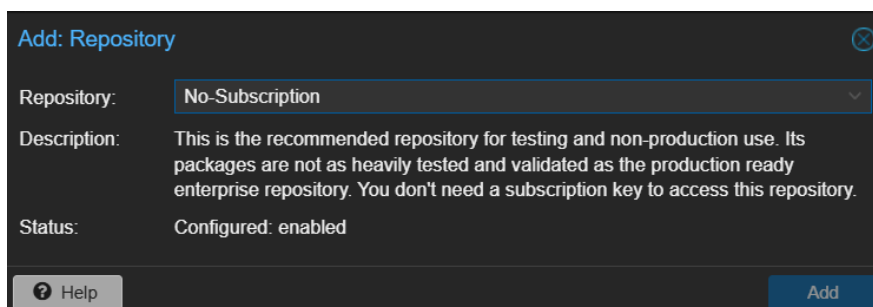 Add: Repository
Repository: No-Subscription
Description: This is the recommended repository for testing and non-production use. Its
packages are not as heavily tested and validated as the production ready
enterprise repository. You don't need a subscription key to access this repository.
Status: Configured: enabled
Help Add